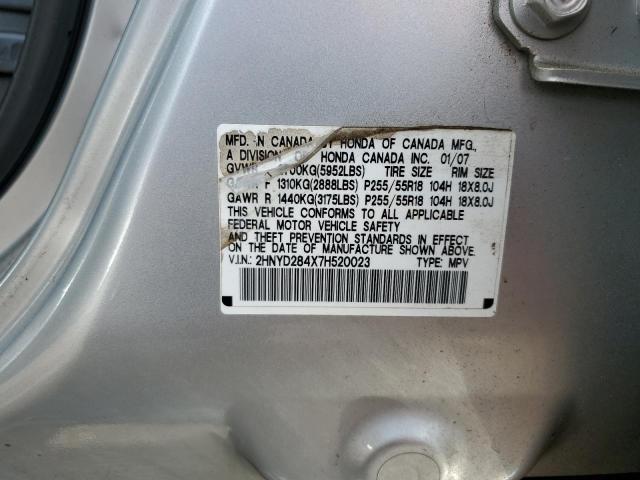 MFD. IN CANADA BY HONDA OF CANADA MFG.,
A DIVISION OF HONDA CANADA INC. 01/07
GVWR 2700KG(5952LBS) TIRE SIZE RIM SIZE
GAWR F 1310KG(2888LBS) P255/55R18 104H 18X8.0J
GAWR R 1440KG(3175LBS) P255/55R18 104H 18X8.0J
THIS VEHICLE CONFORMS TO ALL APPLICABLE
FEDERAL MOTOR VEHICLE SAFETY
AND THEFT PREVENTION STANDARDS IN EFFECT
ON THE DATE OF MANUFACTURE SHOWN ABOVE.
V.I.N.: 2HNYD284X7H520023 TYPE: MPV